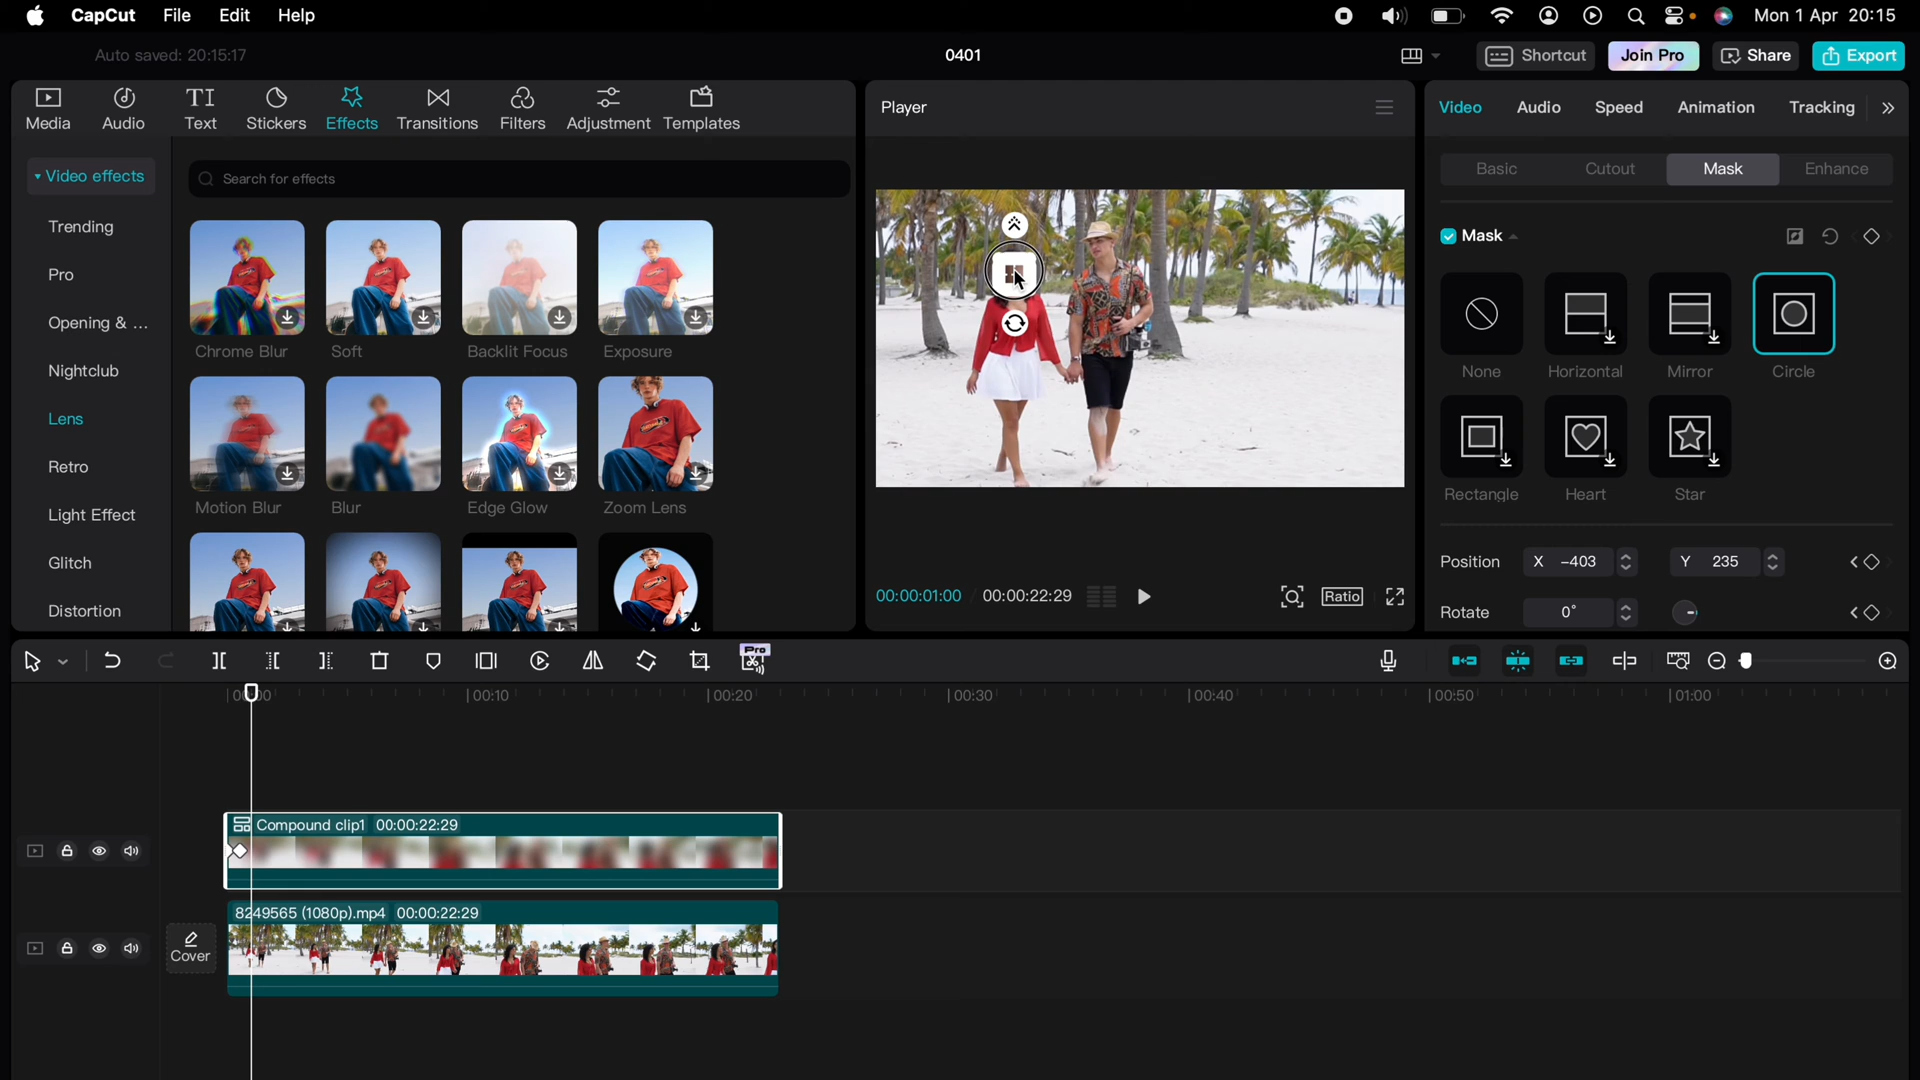 CapCut File Edit Help Mon 1 Apr 20:15
Auto saved: 20:15:17 0401 Shortcut Join Pro Share Export
Media Audio Text Stickers Effects Transitions Filters Adjustment Templates
Player
Video Audio Speed Animation Tracking
Video effects
Search for effects
Basic Cutout Mask Enhance
Trending
Pro
Opening & ...
Nightclub
Lens
Retro
Light Effect
Glitch
Distortion
Chrome Blur Soft Backlit Focus Exposure
Motion Blur Blur Edge Glow Zoom Lens
Mask
None Horizontal Mirror Circle
Rectangle Heart Star
Position X -403 Y 235
Rotate 0°
00:00:01:00 / 00:00:22:29 Ratio
Pro
00:00 00:10 00:20 00:30 00:40 00:50 01:00
Compound clip1 00:00:22:29
8249565 (1080p).mp4 00:00:22:29
Cover